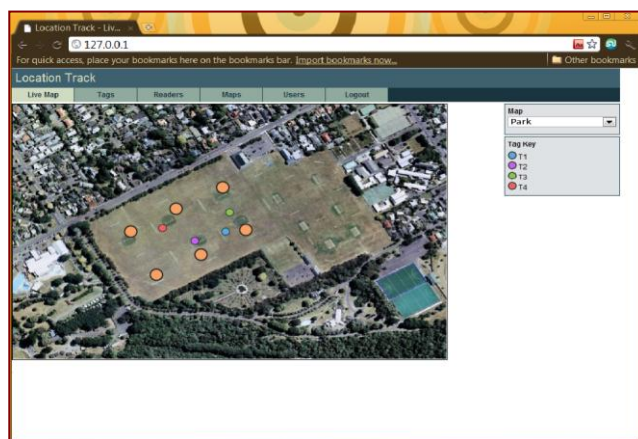 Location Track - Liv...
127.0.0.1
For quick access, place your bookmarks here on the bookmarks bar. Import bookmarks now...
Other bookmarks
Location Track
Live Map
Tags
Readers
Maps
Users
Logout
Map
Park
Tag Key
T1
T2
T3
T4